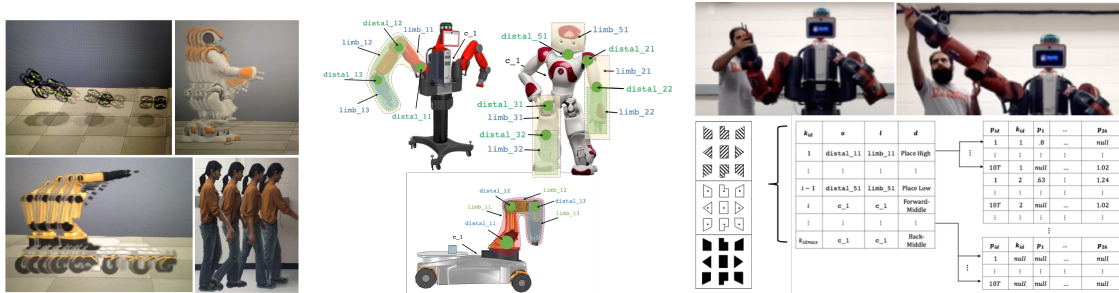 distal_12
limb_11
limb_12
c_1
distal_13
limb_13
distal_11
distal_51
limb_51
distal_21
c_1
limb_21
distal_22
distal_31
limb_31
limb_22
distal_32
limb_32
distal_12
limb_12
limb_11
distal_13
limb_13
distal_11
c_1
k_id o l d
1 distal_11 limb_11 Place High
⋮ ⋮ ⋮ ⋮
i − 1 distal_51 limb_51 Place Low
i c_1 c_1 Forward-
Middle
⋮ ⋮ ⋮ ⋮
k_idmax c_1 c_1 Back-
Middle
p_id k_id p_1 ... p_26
1 1 .8 ... null
⋮ ⋮ ⋮ ⋮
10T 1 null ... 1.02
1 2 .63 ⋮ 1.24
⋮ ⋮ ⋮ ⋮ ⋮
10T 2 null ... 1.02
⋮
p_id k_id p_1 ... p_26
1 null null ... null
⋮ ⋮ ⋮ ⋮ ⋮
10T null null ... null